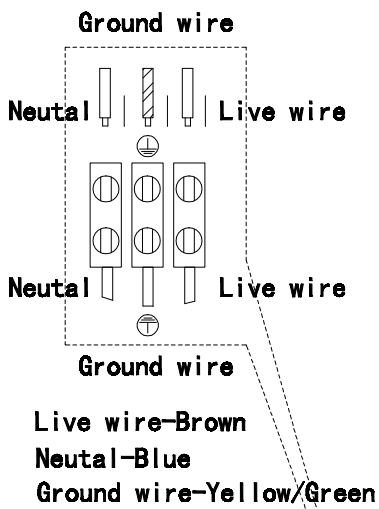 Ground wire
Neutal Live wire
Neutal Live wire
Ground wire
Live wire-Brown
Neutal-Blue
Ground wire-Yellow/Green